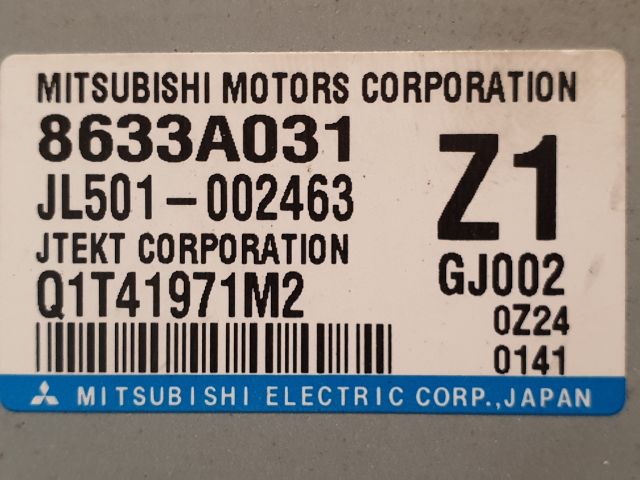 MITSUBISHI MOTORS CORPORATION
8633A031
Z1
JL501-002463
JTEKT CORPORATION
GJ002
Q1T41971M2
0Z24
0141
MITSUBISHI ELECTRIC CORP.,JAPAN